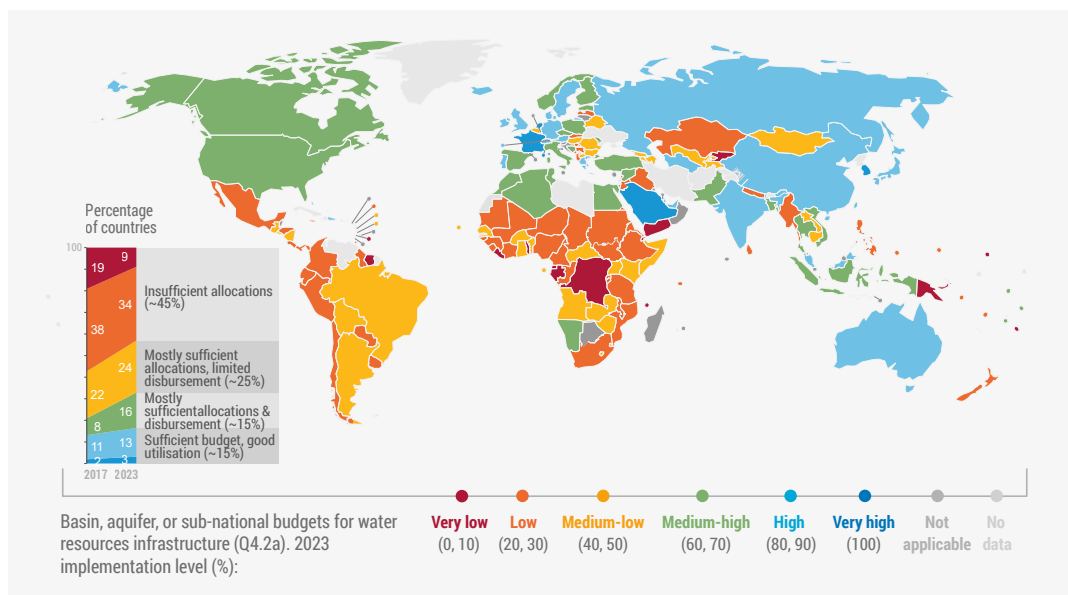 Percentage
of countries
100
19
9
34
38
24
22
16
8
11
13
2
3
2017 2023
Insufficient allocations
(~45%)
Mostly sufficient
allocations, limited
disbursement (~25%)
Mostly
sufficientallocations &
disbursement (~15%)
Sufficient budget, good
utilisation (~15%)
Basin, aquifer, or sub-national budgets for water
resources infrastructure (Q4.2a). 2023
implementation level (%):
Very low
(0, 10)
Low
(20, 30)
Medium-low
(40, 50)
Medium-high
(60, 70)
High
(80, 90)
Very high
(100)
Not
applicable
No
data